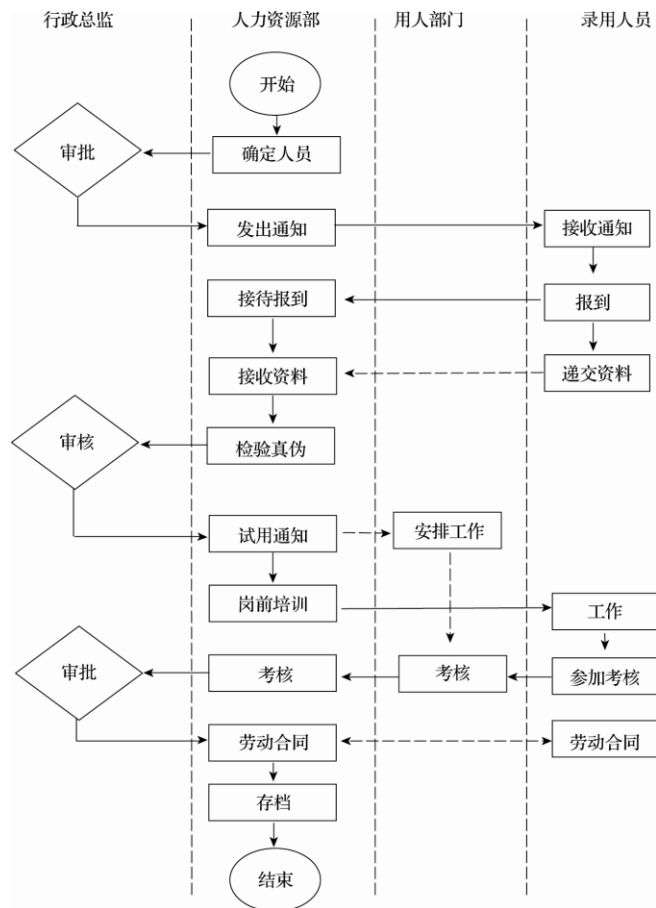 行政总监
人力资源部
用人部门
录用人员
开始
审批
确定人员
发出通知
接收通知
接待报到
报到
接收资料
递交资料
审核
检验真伪
试用通知
安排工作
岗前培训
工作
审批
考核
考核
参加考核
劳动合同
劳动合同
存档
结束